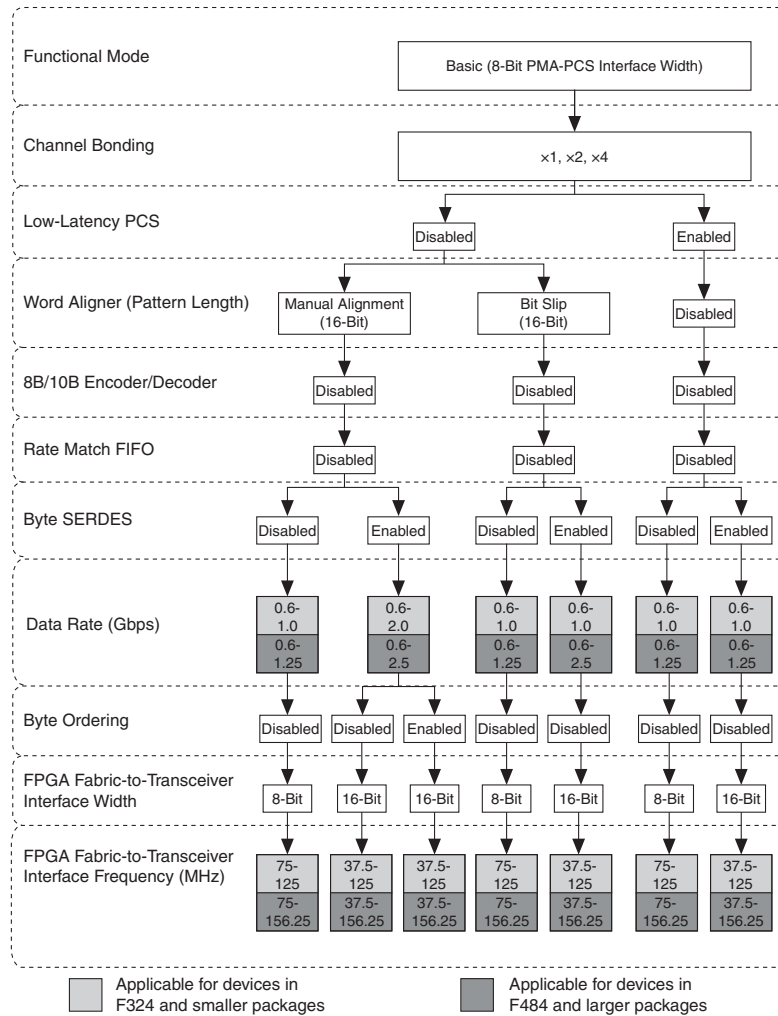 Functional Mode
Basic (8-Bit PMA-PCS Interface Width)
Channel Bonding
×1, ×2, ×4
Low-Latency PCS
Disabled
Enabled
Word Aligner (Pattern Length)
Manual Alignment
(16-Bit)
Bit Slip
(16-Bit)
Disabled
8B/10B Encoder/Decoder
Disabled
Disabled
Disabled
Rate Match FIFO
Disabled
Disabled
Disabled
Byte SERDES
Disabled
Enabled
Disabled
Enabled
Disabled
Enabled
Data Rate (Gbps)
0.6-
1.0
0.6-
1.25
0.6-
2.0
0.6-
2.5
0.6-
1.0
0.6-
1.25
0.6-
1.0
0.6-
2.5
0.6-
1.0
0.6-
1.25
0.6-
1.0
0.6-
1.25
Byte Ordering
Disabled
Disabled
Enabled
Disabled
Disabled
Disabled
Disabled
FPGA Fabric-to-Transceiver
Interface Width
8-Bit
16-Bit
16-Bit
8-Bit
16-Bit
8-Bit
16-Bit
FPGA Fabric-to-Transceiver
Interface Frequency (MHz)
75-
125
75-
156.25
37.5-
125
37.5-
156.25
37.5-
125
37.5-
156.25
75-
125
75-
156.25
37.5-
125
37.5-
156.25
75-
125
75-
156.25
37.5-
125
37.5-
156.25
Applicable for devices in
F324 and smaller packages
Applicable for devices in
F484 and larger packages